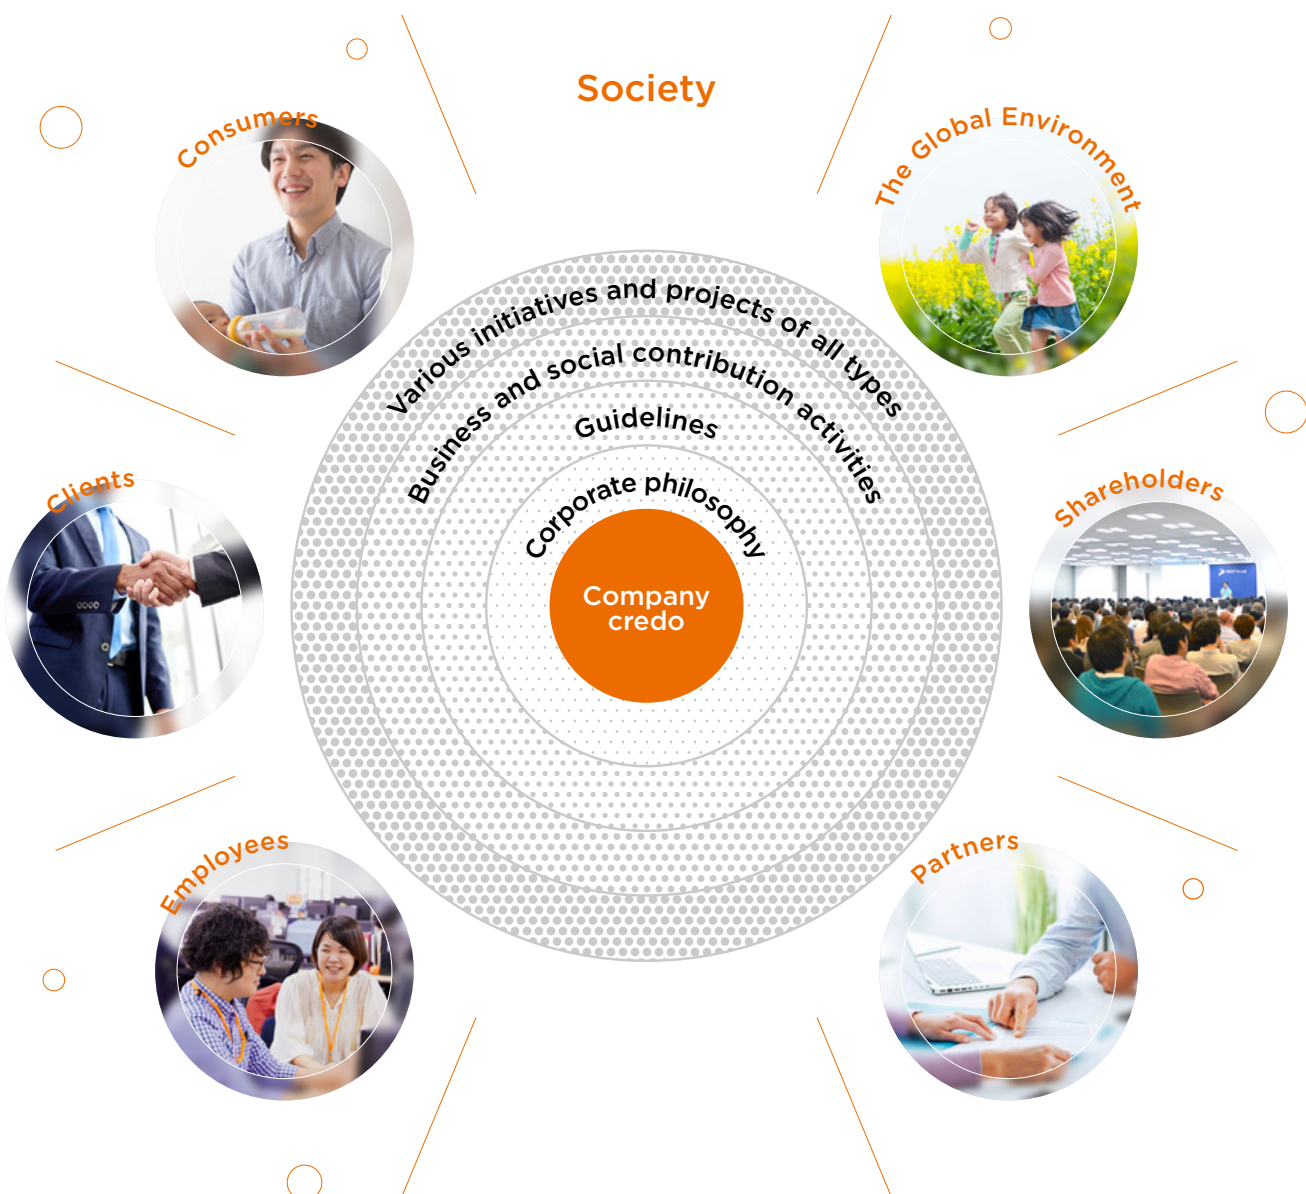 Society
Consumers
The Global Environment
Various initiatives and projects of all types
Business and social contribution activities
Guidelines
Corporate philosophy
Company
credo
Clients
Shareholders
Employees
Partners